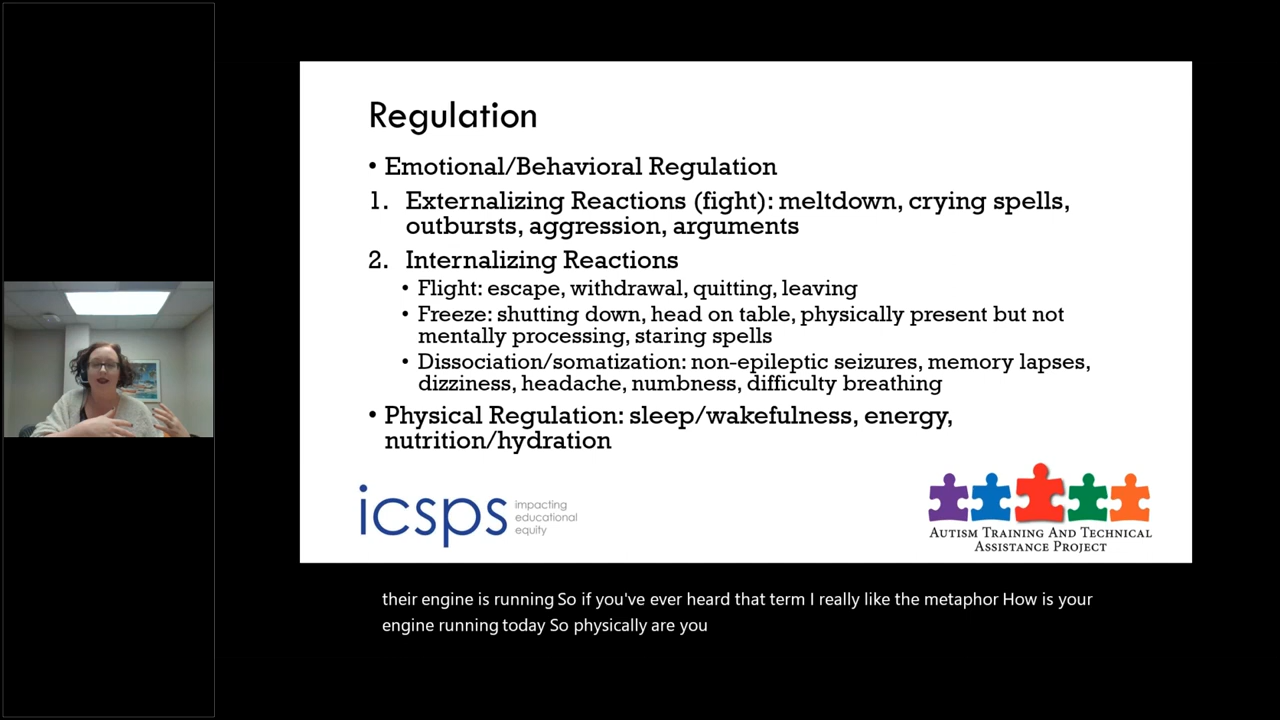 Regulation
• Emotional/Behavioral Regulation
1. Externalizing Reactions (fight): meltdown, crying spells,
outbursts, aggression, arguments
2. Internalizing Reactions
• Flight: escape, withdrawal, quitting, leaving
• Freeze: shutting down, head on table, physically present but not
mentally processing, staring spells
• Dissociation/somatization: non-epileptic seizures, memory lapses,
dizziness, headache, numbness, difficulty breathing
• Physical Regulation: sleep/wakefulness, energy,
nutrition/hydration
icsps
impacting
educational
equity
Autism Training And Technical
Assistance Project
their engine is running So if you've ever heard that term I really like the metaphor How is your
engine running today So physically are you